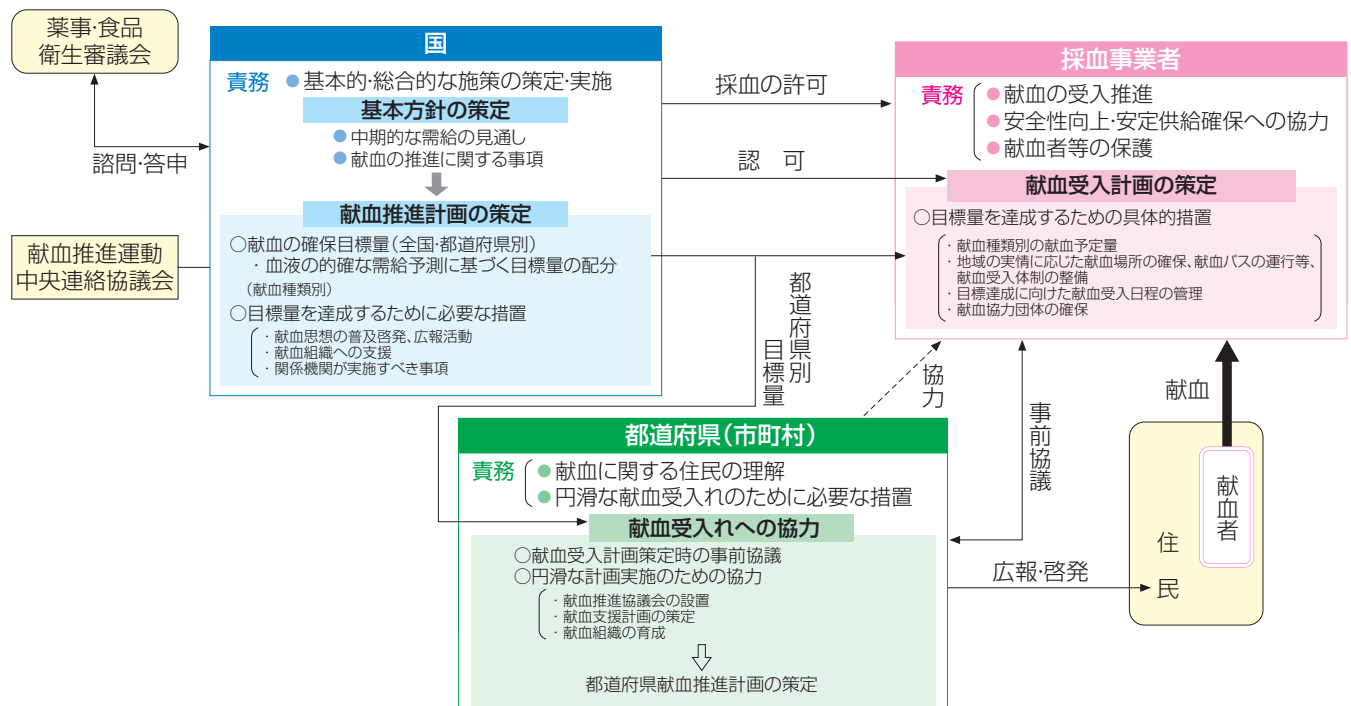 薬事・食品
衛生審議会
諮問・答申
献血推進運動
中央連絡協議会
国
責務 ●基本的・総合的な施策の策定・実施
基本方針の策定
●中期的な需給の見通し
●献血の推進に関する事項
献血推進計画の策定
○献血の確保目標量(全国・都道府県別)
・血液の的確な需給予測に基づく目標量の配分
(献血種類別)
○目標量を達成するために必要な措置
・献血思想の普及啓発、広報活動
・献血組織への支援
・関係機関が実施すべき事項
採血の許可
認 可
都道府県別
目標量
採血事業者
責務 ●献血の受入推進
●安全性向上・安定供給確保への協力
●献血者等の保護
献血受入計画の策定
○目標量を達成するための具体的措置
・献血種類別の献血予定量
・地域の実情に応じた献血場所の確保、献血バスの運行等、
献血受入体制の整備
・目標達成に向けた献血受入日程の管理
・献血協力団体の確保
協力
事前協議
献血
都道府県(市町村)
責務 ●献血に関する住民の理解
●円滑な献血受入れのために必要な措置
献血受入れへの協力
○献血受入計画策定時の事前協議
○円滑な計画実施のための協力
・献血推進協議会の設置
・献血支援計画の策定
・献血組織の育成
都道府県献血推進計画の策定
広報・啓発
住民
献血者